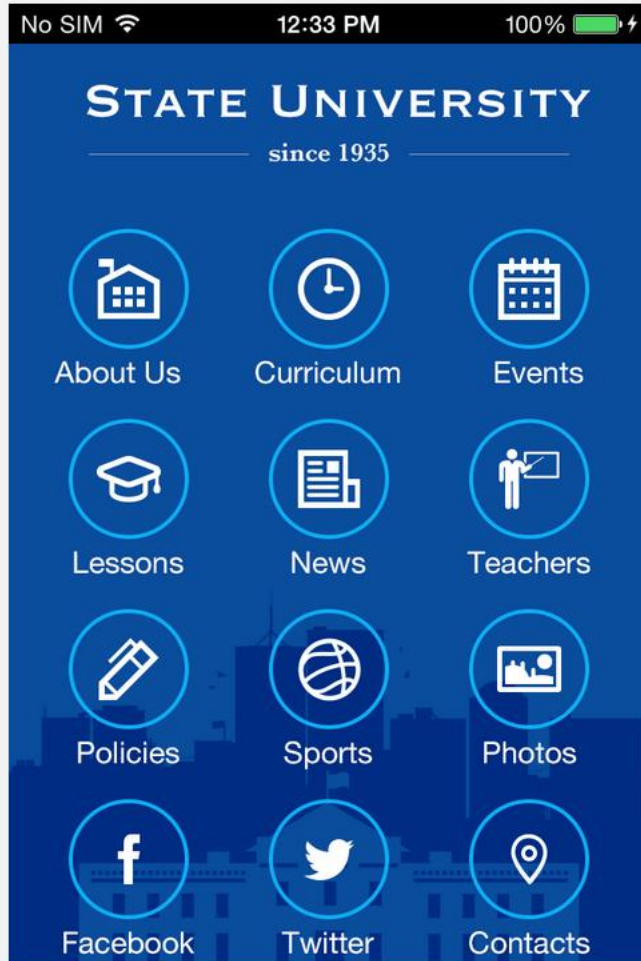 No SIM 12:33 PM 100%
STATE UNIVERSITY
since 1935
About Us Curriculum Events
Lessons News Teachers
Policies Sports Photos
Facebook Twitter Contacts